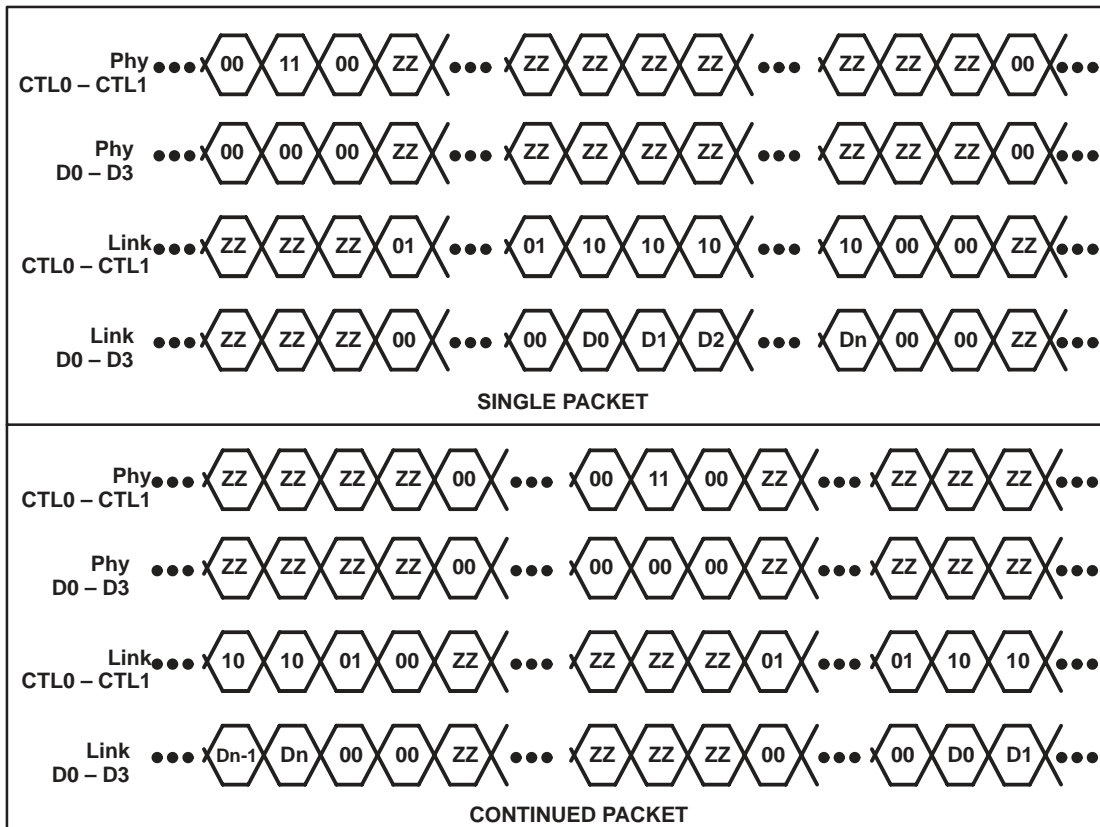 Phy
CTL0 – CTL1
00 11 00 ZZ ZZ ZZ ZZ ZZ ZZ ZZ ZZ 00
Phy
D0 – D3
00 00 00 ZZ ZZ ZZ ZZ ZZ ZZ ZZ ZZ 00
Link
CTL0 – CTL1
ZZ ZZ ZZ 01 01 10 10 10 10 00 00 ZZ
Link
D0 – D3
ZZ ZZ ZZ 00 00 D0 D1 D2 Dn 00 00 ZZ
SINGLE PACKET
Phy
CTL0 – CTL1
ZZ ZZ ZZ ZZ 00 00 11 00 ZZ ZZ ZZ ZZ
Phy
D0 – D3
ZZ ZZ ZZ ZZ 00 00 00 00 ZZ ZZ ZZ ZZ
Link
CTL0 – CTL1
10 10 01 00 ZZ ZZ ZZ ZZ 01 01 10 10
Link
D0 – D3
Dn-1 Dn 00 00 ZZ ZZ ZZ ZZ 00 00 D0 D1
CONTINUED PACKET